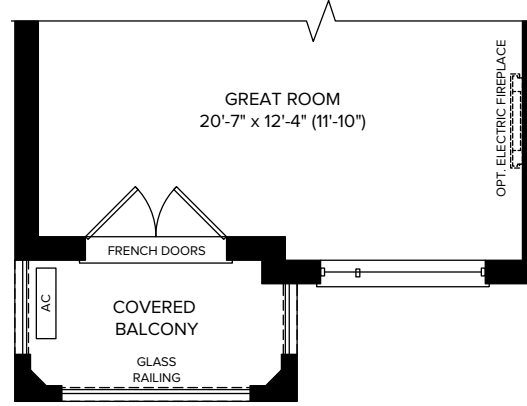 GREAT ROOM
20'-7" x 12'-4" (11'-10")
OPT. ELECTRIC FIREPLACE
FRENCH DOORS
AC
COVERED
BALCONY
GLASS
RAILING